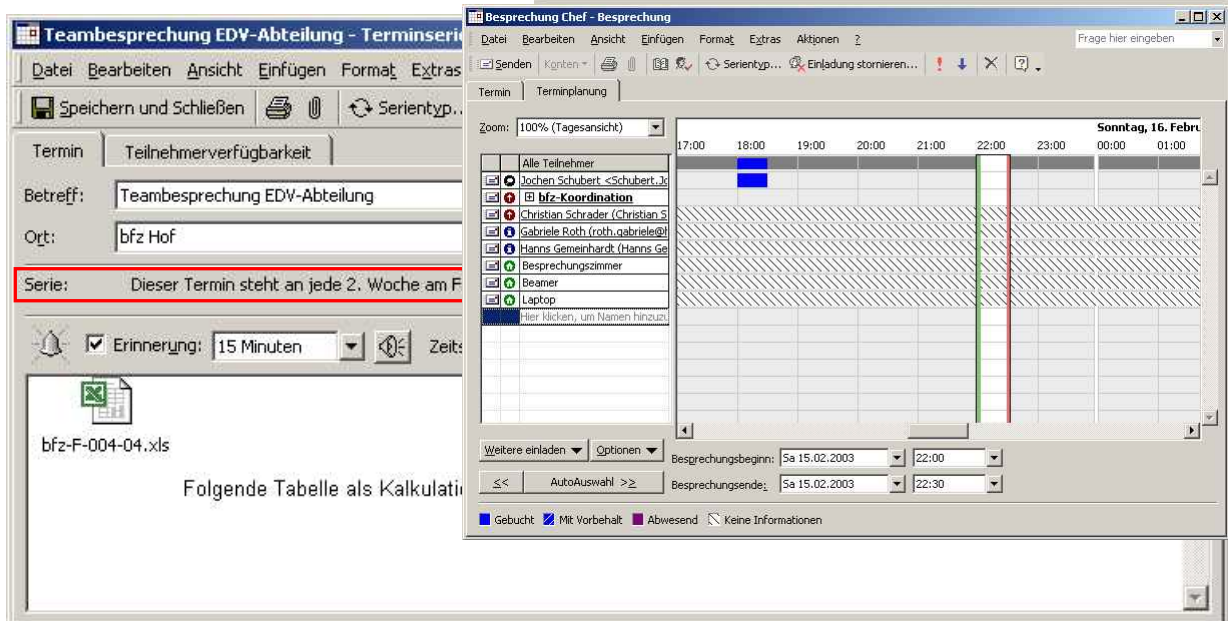 Teambesprechung EDV-Abteilung - Terminseri
Datei Bearbeiten Ansicht Einfügen Format Extras
Speichern und Schließen Serientyp..
Termin Teilnehmerverfügbarkeit
Betreff: Teambesprechung EDV-Abteilung
Ort: bfz Hof
Serie: Dieser Termin steht an jede 2. Woche am F
Erinnerung: 15 Minuten Zeits
bfz-F-004-04.xls
Folgende Tabelle als Kalkulati
Besprechung Chef - Besprechung
Datei Bearbeiten Ansicht Einfügen Format Extras Aktionen ? Frage hier eingeben
Senden Konten Serientyp... Einladung stornieren...
Termin Terminplanung
Zoom: 100% (Tagesansicht)
Sonntag, 16. Febru
17:00 18:00 19:00 20:00 21:00 22:00 23:00 00:00 01:00
Alle Teilnehmer
Jochen Schubert <Schubert.Jo
bfz-Koordination
Christian Schrader (Christian S
Gabriele Roth (roth.gabriele@h
Hanns Gemeinhardt (Hanns Ge
Besprechungszimmer
Beamer
Laptop
Hier klicken, um Namen hinzuzu
Weitere einladen Optionen
Besprechungsbeginn: Sa 15.02.2003 22:00
<< AutoAuswahl >>
Besprechungsende: Sa 15.02.2003 22:30
Gebucht Mit Vorbehalt Abwesend Keine Informationen